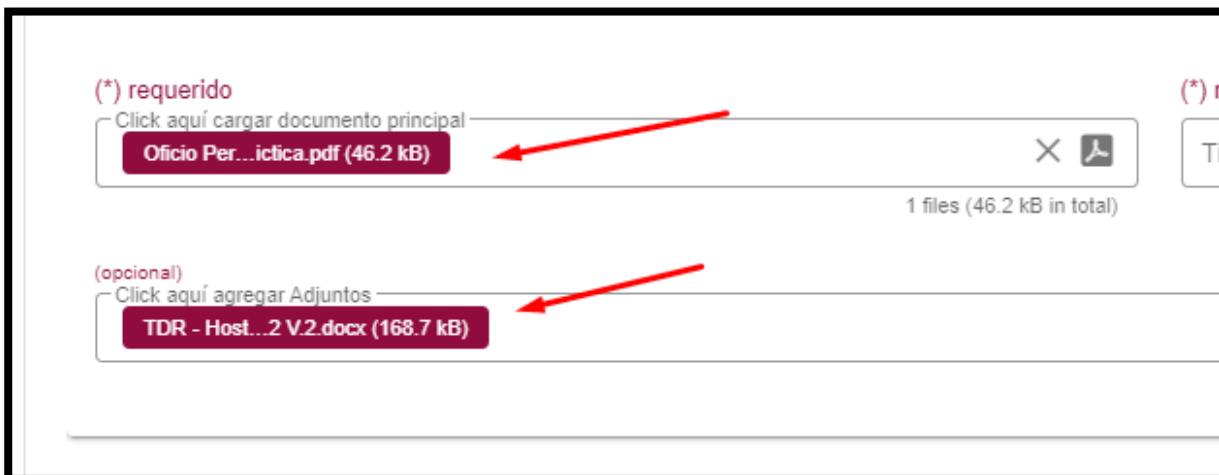 (*) requerido
Click aquí cargar documento principal
Oficio Per...ictica.pdf (46.2 kB)
1 files (46.2 kB in total)
(opcional)
Click aquí agregar Adjuntos
TDR - Host...2 V.2.docx (168.7 kB)
(*)